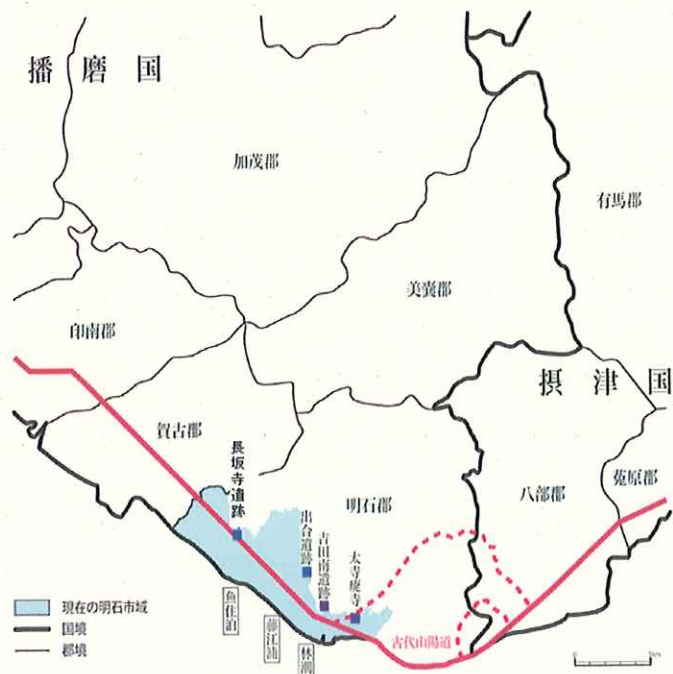 播磨国
加茂郡
有馬郡
美嚢郡
印南郡
摂津国
賀古郡
長坂寺遺跡
明石郡
八部郡
菟原郡
出合遺跡
吉田南遺跡
太寺廃寺
魚住泊
藤江浦
林潮
古代山陽道
現在の明石市域
国境
郡境
0
5km